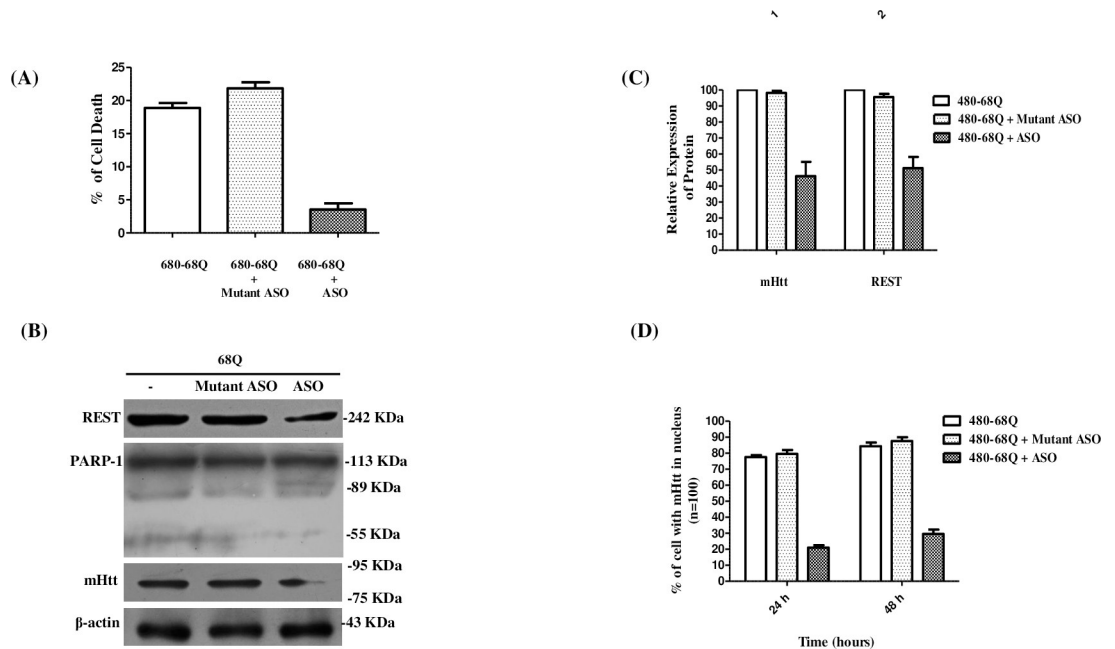 1 2
(A)
25
20
15
10
5
0
% of Cell Death
680-68Q
680-68Q
+
Mutant ASO
680-68Q
+
ASO
(C)
100
90
80
70
60
50
40
30
20
10
0
Relative Expression
of Protein
mHtt REST
480-68Q
480-68Q + Mutant ASO
480-68Q + ASO
(B)
68Q
- Mutant ASO ASO
REST -242 KDa
PARP-1 -113 KDa
-89 KDa
-55 KDa
-95 KDa
mHtt
-75 KDa
β-actin -43 KDa
(D)
100
90
80
70
60
50
40
30
20
10
0
% of cell with mHtt in nucleus
(n=100)
24 h 48 h
Time (hours)
480-68Q
480-68Q + Mutant ASO
480-68Q + ASO